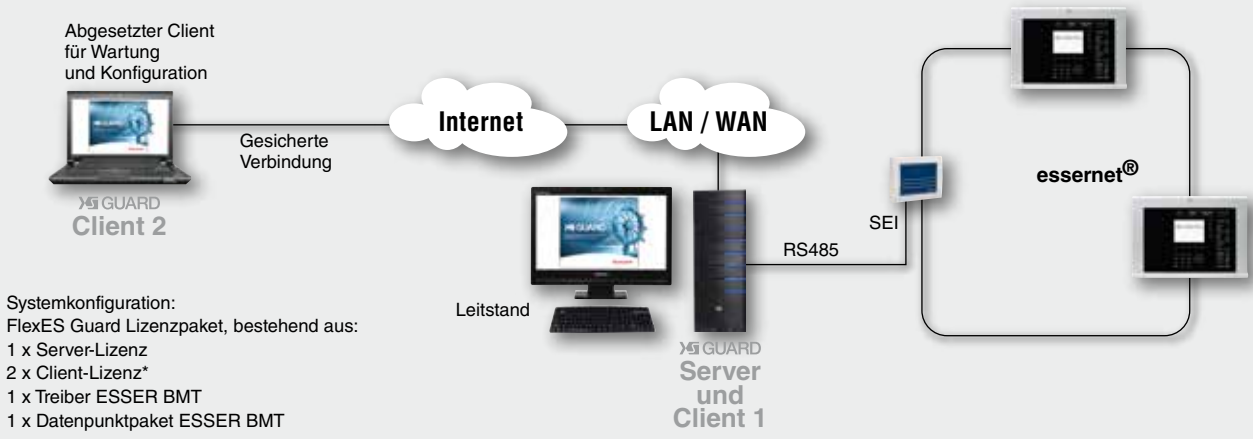 Abgesetzter Client
für Wartung
und Konfiguration
Gesicherte
Verbindung
Internet
LAN / WAN
GUARD
Client 2
GUARD
Leitstand
GUARD
Server
und
Client 1
RS485
SEI
essernet®
Systemkonfiguration:
FlexES Guard Lizenzpaket, bestehend aus:
1 x Server-Lizenz
2 x Client-Lizenz*
1 x Treiber ESSER BMT
1 x Datenpunktpaket ESSER BMT